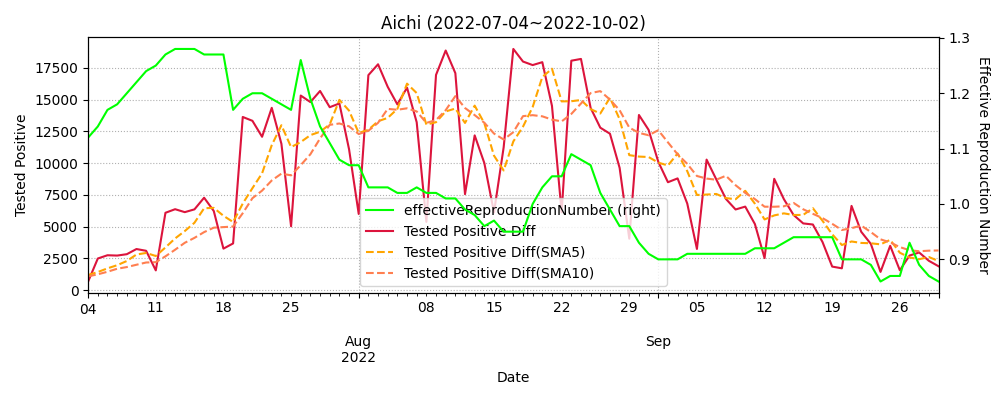 Aichi (2022-07-04~2022-10-02)
Tested Positive
17500
15000
12500
10000
7500
5000
2500
0
1.3
1.2
1.1
1.0
0.9
Effective Reproduction Number
effectiveReproductionNumber (right)
Tested Positive Diff
Tested Positive Diff(SMA5)
Tested Positive Diff(SMA10)
04 11 18 25 08 15 22 29 05 12 19 26
Aug Sep
2022
Date